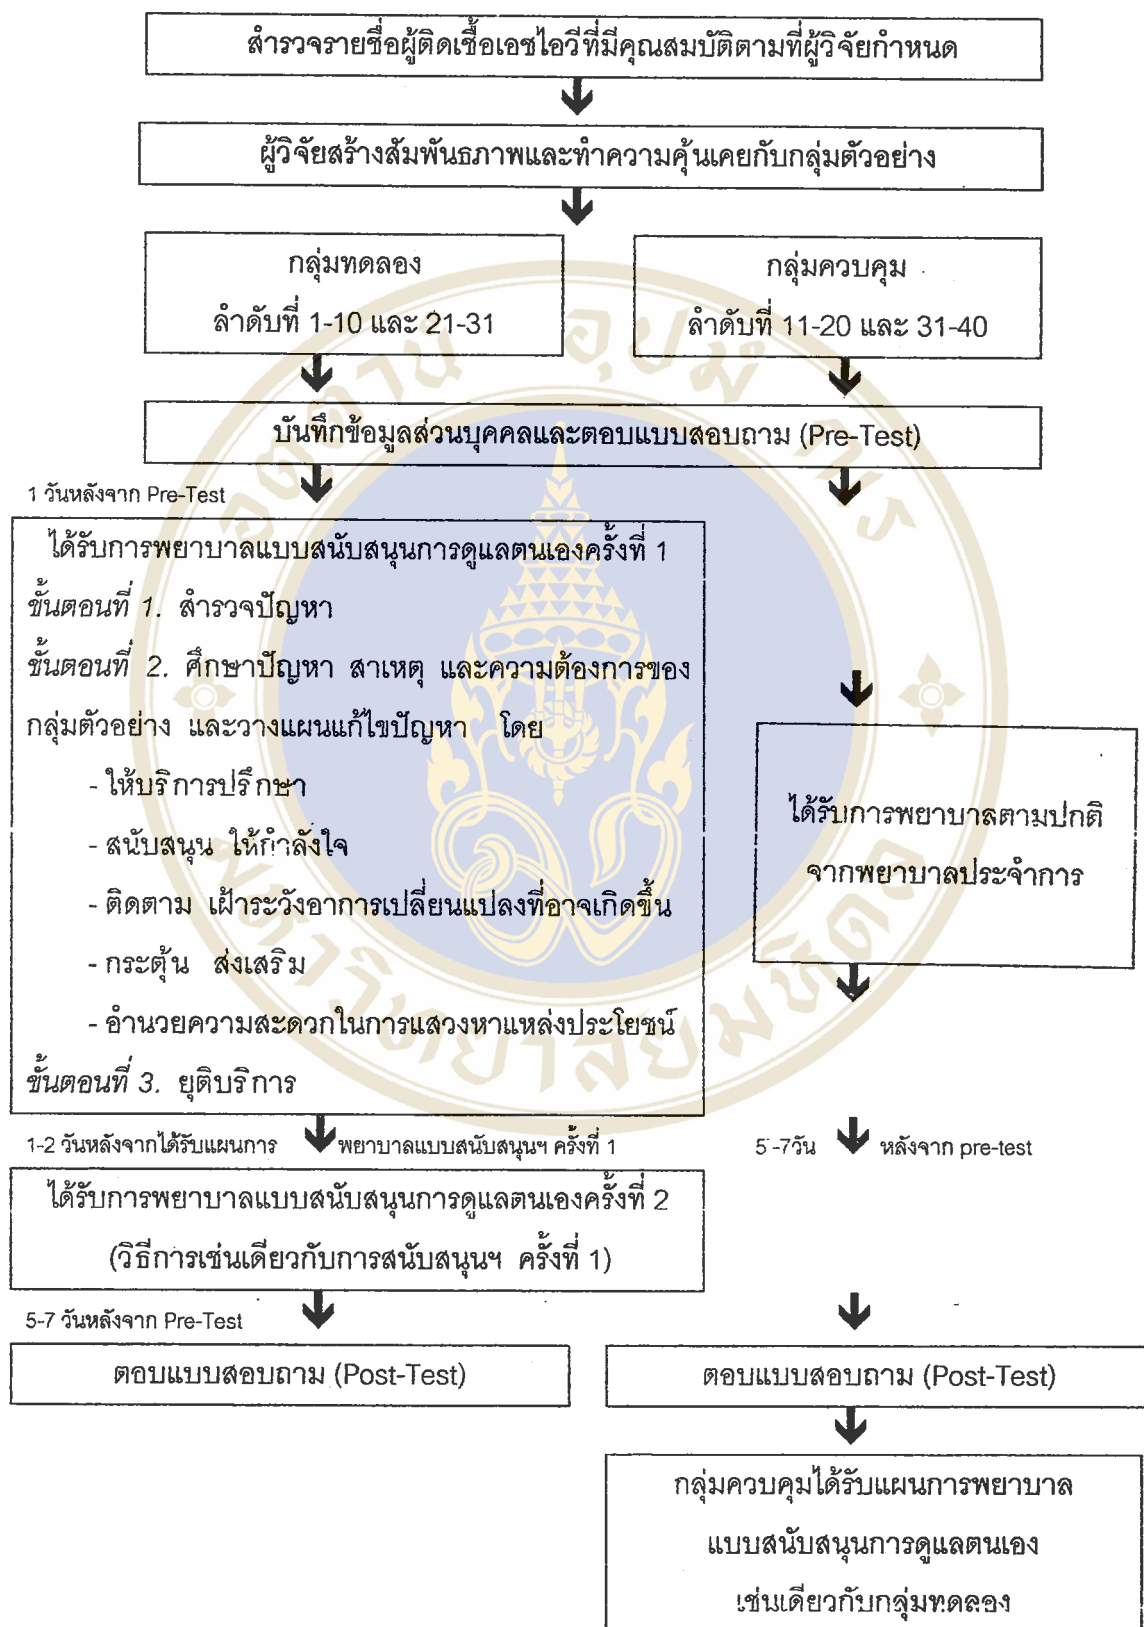 สำรวจรายชื่อผู้ติดเชื้อเอชไอวีที่มีคุณสมบัติตามที่ผู้วิจัยกำหนด
ผู้วิจัยสร้างสัมพันธภาพและทำความคุ้นเคยกับกลุ่มตัวอย่าง
กลุ่มทดลอง
ลำดับที่ 1-10 และ 21-31
กลุ่มควบคุม
ลำดับที่ 11-20 และ 31-40
บันทึกข้อมูลส่วนบุคคลและตอบแบบสอบถาม (Pre-Test)
1 วันหลังจาก Pre-Test
ได้รับการพยาบาลแบบสนับสนุนการดูแลตนเองครั้งที่ 1
ขั้นตอนที่ 1. สำรวจปัญหา
ขั้นตอนที่ 2. ศึกษาปัญหา สาเหตุ และความต้องการของ
กลุ่มตัวอย่าง และวางแผนแก้ไขปัญหา โดย
- ให้บริการปรึกษา
- สนับสนุน ให้กำลังใจ
- ติดตาม เฝ้าระวังอาการเปลี่ยนแปลงที่อาจเกิดขึ้น
- กระตุ้น ส่งเสริม
- อำนวยความสะดวกในการแสวงหาแหล่งประโยชน์
ขั้นตอนที่ 3. ยุติบริการ
ได้รับการพยาบาลตามปกติ
จากพยาบาลประจำการ
1-2 วันหลังจากได้รับแผนการ พยาบาลแบบสนับสนุนฯ ครั้งที่ 1
5 -7วัน หลังจาก pre-test
ได้รับการพยาบาลแบบสนับสนุนการดูแลตนเองครั้งที่ 2
(วิธีการเช่นเดียวกับการสนับสนุนฯ ครั้งที่ 1)
5-7 วันหลังจาก Pre-Test
ตอบแบบสอบถาม (Post-Test)
ตอบแบบสอบถาม (Post-Test)
กลุ่มควบคุมได้รับแผนการพยาบาล
แบบสนับสนุนการดูแลตนเอง
เช่นเดียวกับกลุ่มทดลอง
อตฺตานํ อุปมํ กเร
มหาวิทยาลัยมหิดล